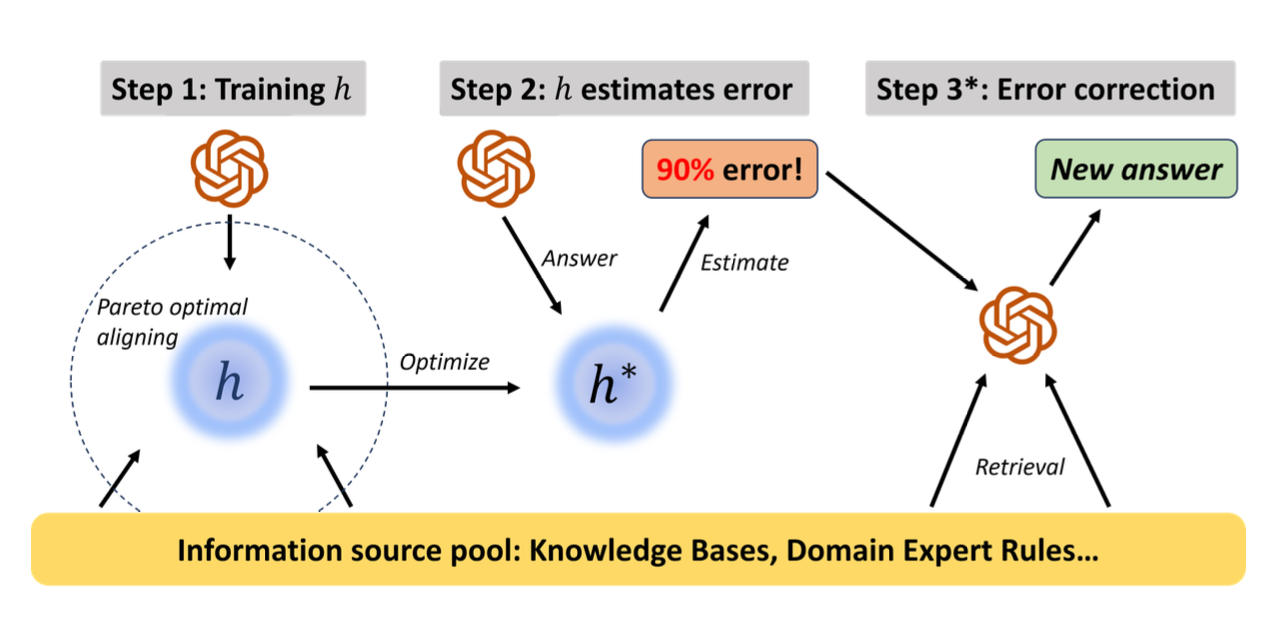 Step 1: Training h
Step 2: h estimates error
Step 3*: Error correction
90% error!
New answer
Answer
Estimate
Pareto optimal
aligning
h
Optimize
h*
Retrieval
Information source pool: Knowledge Bases, Domain Expert Rules...